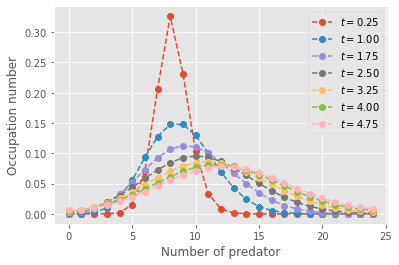 t = 0.25
t = 1.00
t = 1.75
t = 2.50
t = 3.25
t = 4.00
t = 4.75
0.30
0.25
0.20
0.15
0.10
0.05
0.00
Occupation number
0 5 10 15 20 25
Number of predator